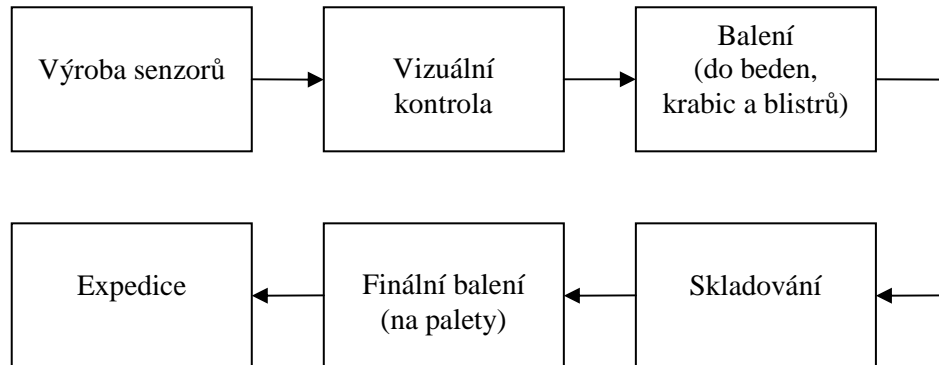 Výroba senzorů
Vizuální
kontrola
Balení
(do beden,
krabic a blistrů)
Expedice
Finální balení
(na palety)
Skladování